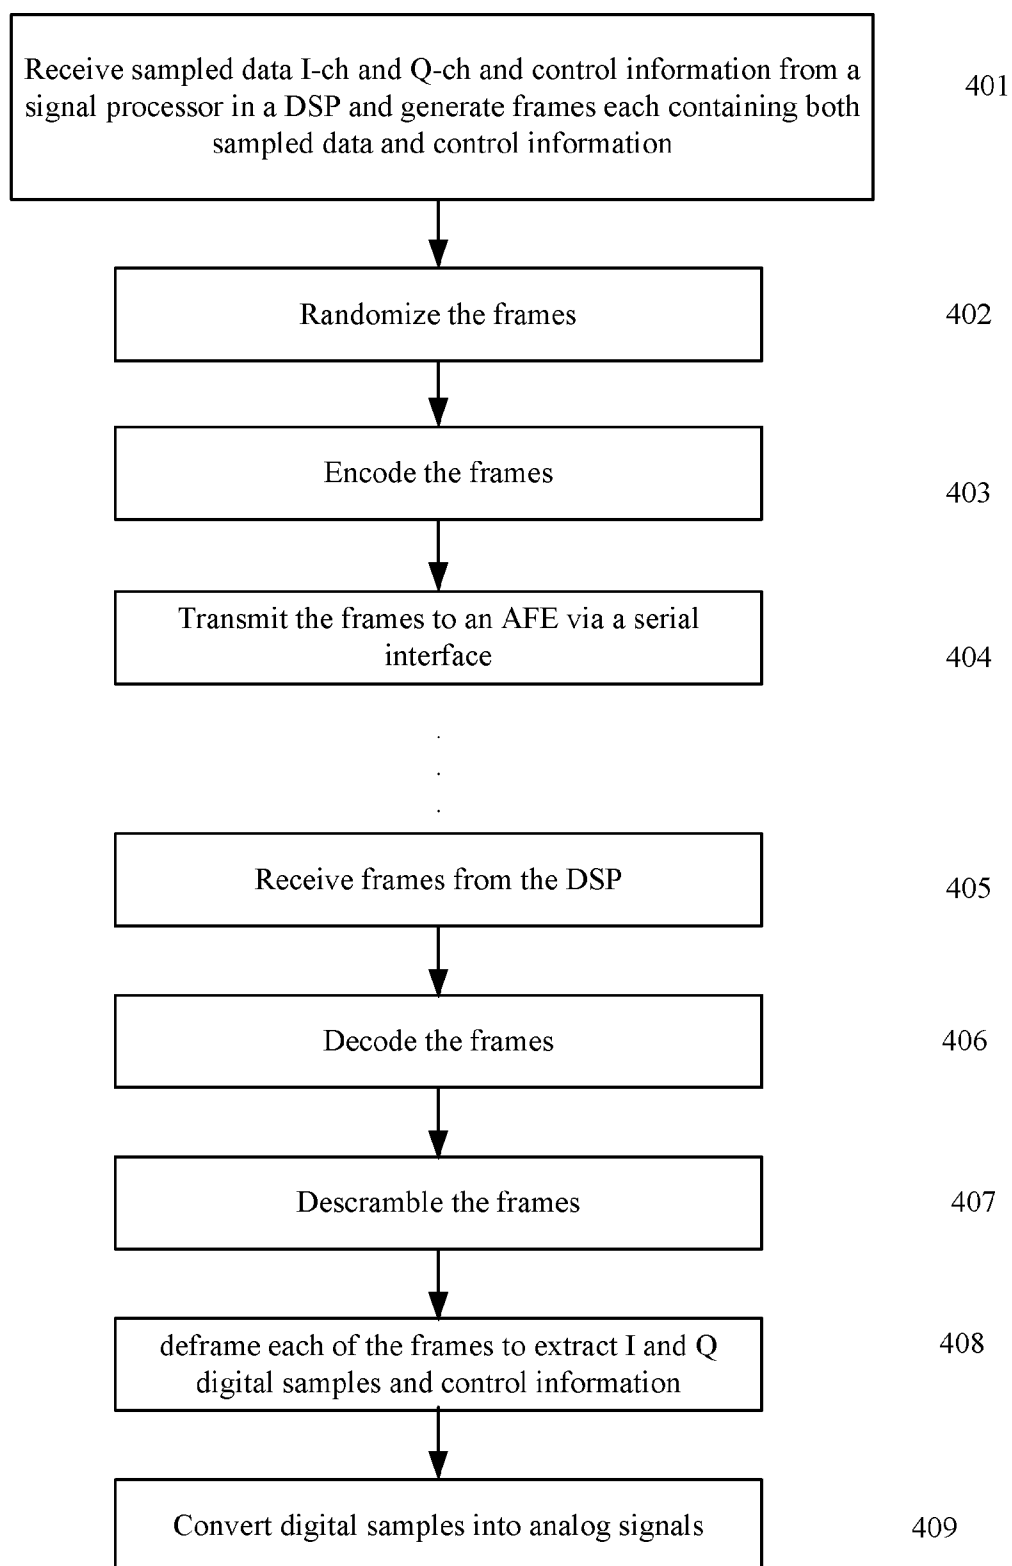 Receive sampled data I-ch and Q-ch and control information from a
signal processor in a DSP and generate frames each containing both
sampled data and control information
401
Randomize the frames
402
Encode the frames
403
Transmit the frames to an AFE via a serial
interface
404
Receive frames from the DSP
405
Decode the frames
406
Descramble the frames
407
deframe each of the frames to extract I and Q
digital samples and control information
408
Convert digital samples into analog signals
409